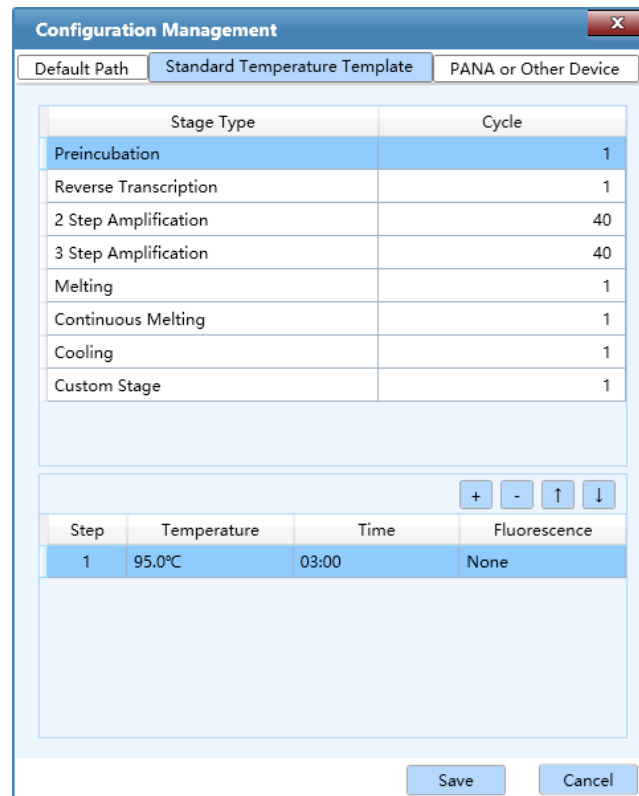 Configuration Management x
Default Path Standard Temperature Template PANA or Other Device
Stage Type Cycle
Preincubation 1
Reverse Transcription 1
2 Step Amplification 40
3 Step Amplification 40
Melting 1
Continuous Melting 1
Cooling 1
Custom Stage 1
+ - ↑ ↓
Step Temperature Time Fluorescence
1 95.0℃ 03:00 None
Save Cancel